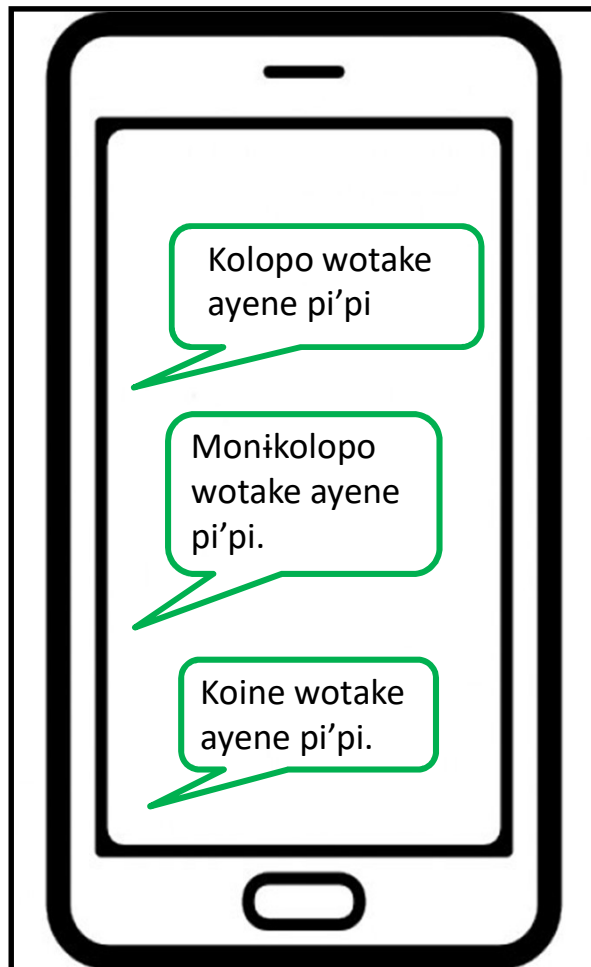 Kolopo wotake
ayene pi’pi
Monɨkolopo
wotake ayene
pi’pi.
Koine wotake
ayene pi’pi.